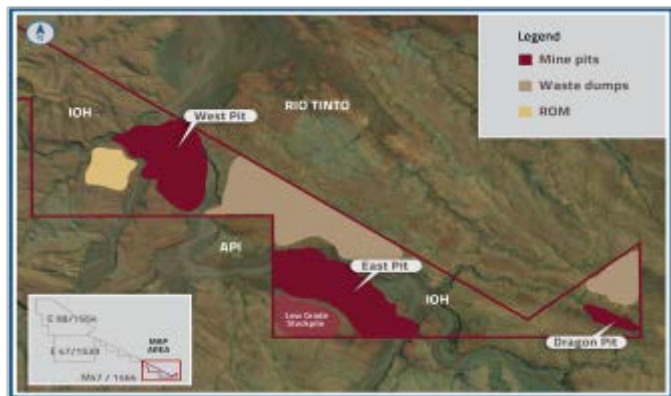 Legend
Mine pits
Waste dumps
ROM
IOH
West Pit
RIO TINTO
API
East Pit
IOH
Low Grade
Stockpile
Dragon Pit
MAP
AREA